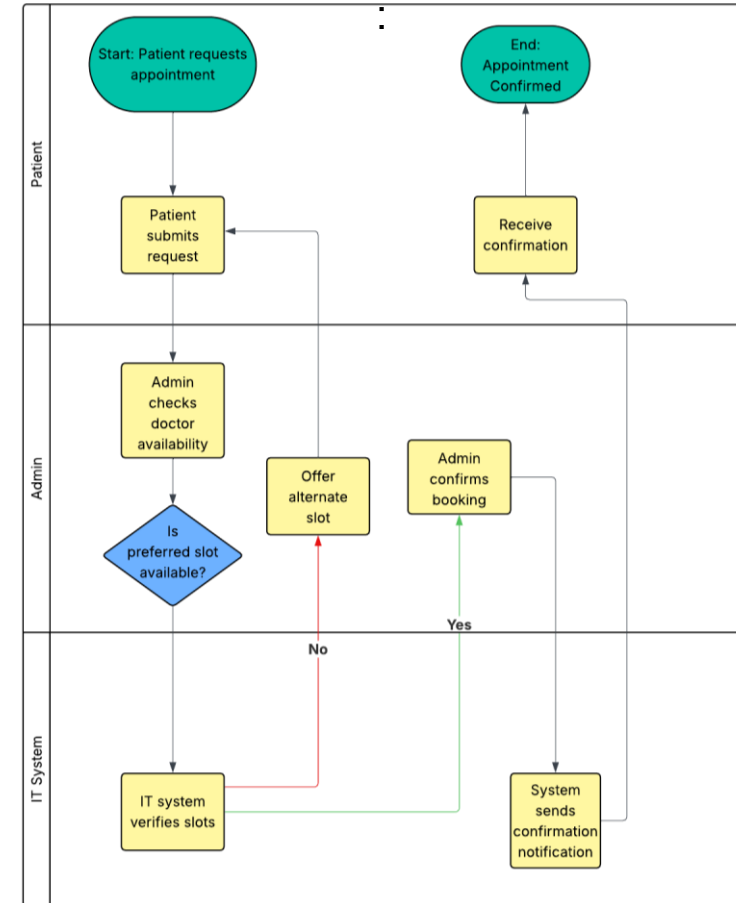 :
Start: Patient requests
appointment
End:
Appointment
Confirmed
Patient
Patient
submits
request
Receive
confirmation
Admin
Admin
checks
doctor
availability
Is
preferred slot
available?
Offer
alternate
slot
Admin
confirms
booking
Yes
No
IT System
IT system
verifies slots
System
sends
confirmation
notification